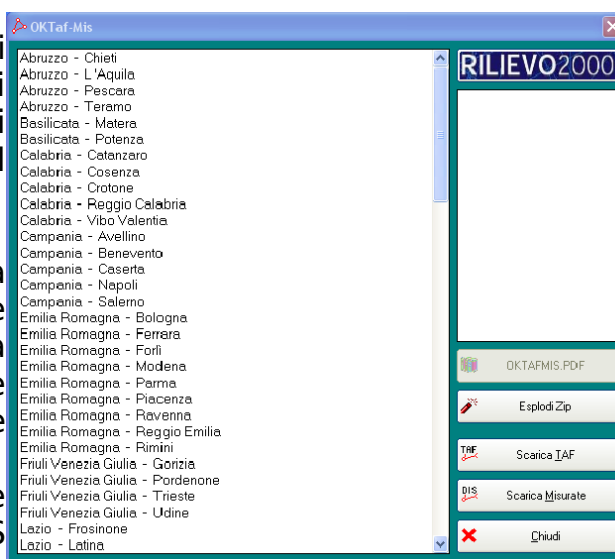 OKTaf-Mis
Abruzzo - Chieti
Abruzzo - L'Aquila
Abruzzo - Pescara
Abruzzo - Teramo
Basilicata - Matera
Basilicata - Potenza
Calabria - Catanzaro
Calabria - Cosenza
Calabria - Crotone
Calabria - Reggio Calabria
Calabria - Vibo Valentia
Campania - Avellino
Campania - Benevento
Campania - Caserta
Campania - Napoli
Campania - Salerno
Emilia Romagna - Bologna
Emilia Romagna - Ferrara
Emilia Romagna - Forlì
Emilia Romagna - Modena
Emilia Romagna - Parma
Emilia Romagna - Piacenza
Emilia Romagna - Ravenna
Emilia Romagna - Reggio Emilia
Emilia Romagna - Rimini
Friuli Venezia Giulia - Gorizia
Friuli Venezia Giulia - Pordenone
Friuli Venezia Giulia - Trieste
Friuli Venezia Giulia - Udine
Lazio - Frosinone
Lazio - Latina
RILIEVO2000
OKTAFMIS.PDF
Esplodi Zip
TAF Scarica TAF
DIS Scarica Misurate
Chiudi